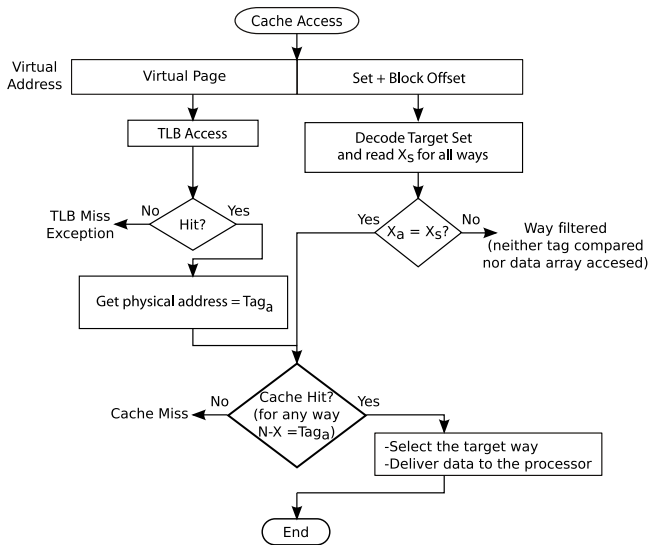 Cache Access
Virtual
Address
Virtual Page
Set + Block Offset
TLB Access
Decode Target Set
and read Xs for all ways
TLB Miss
Exception
No
Hit?
Yes
Yes
Xa = Xs?
No
Way filtered
(neither tag compared
nor data array accesed)
Get physical address = Taga
Cache Miss
No
Cache Hit?
(for any way
N-X =Taga)
Yes
-Select the target way
-Deliver data to the processor
End